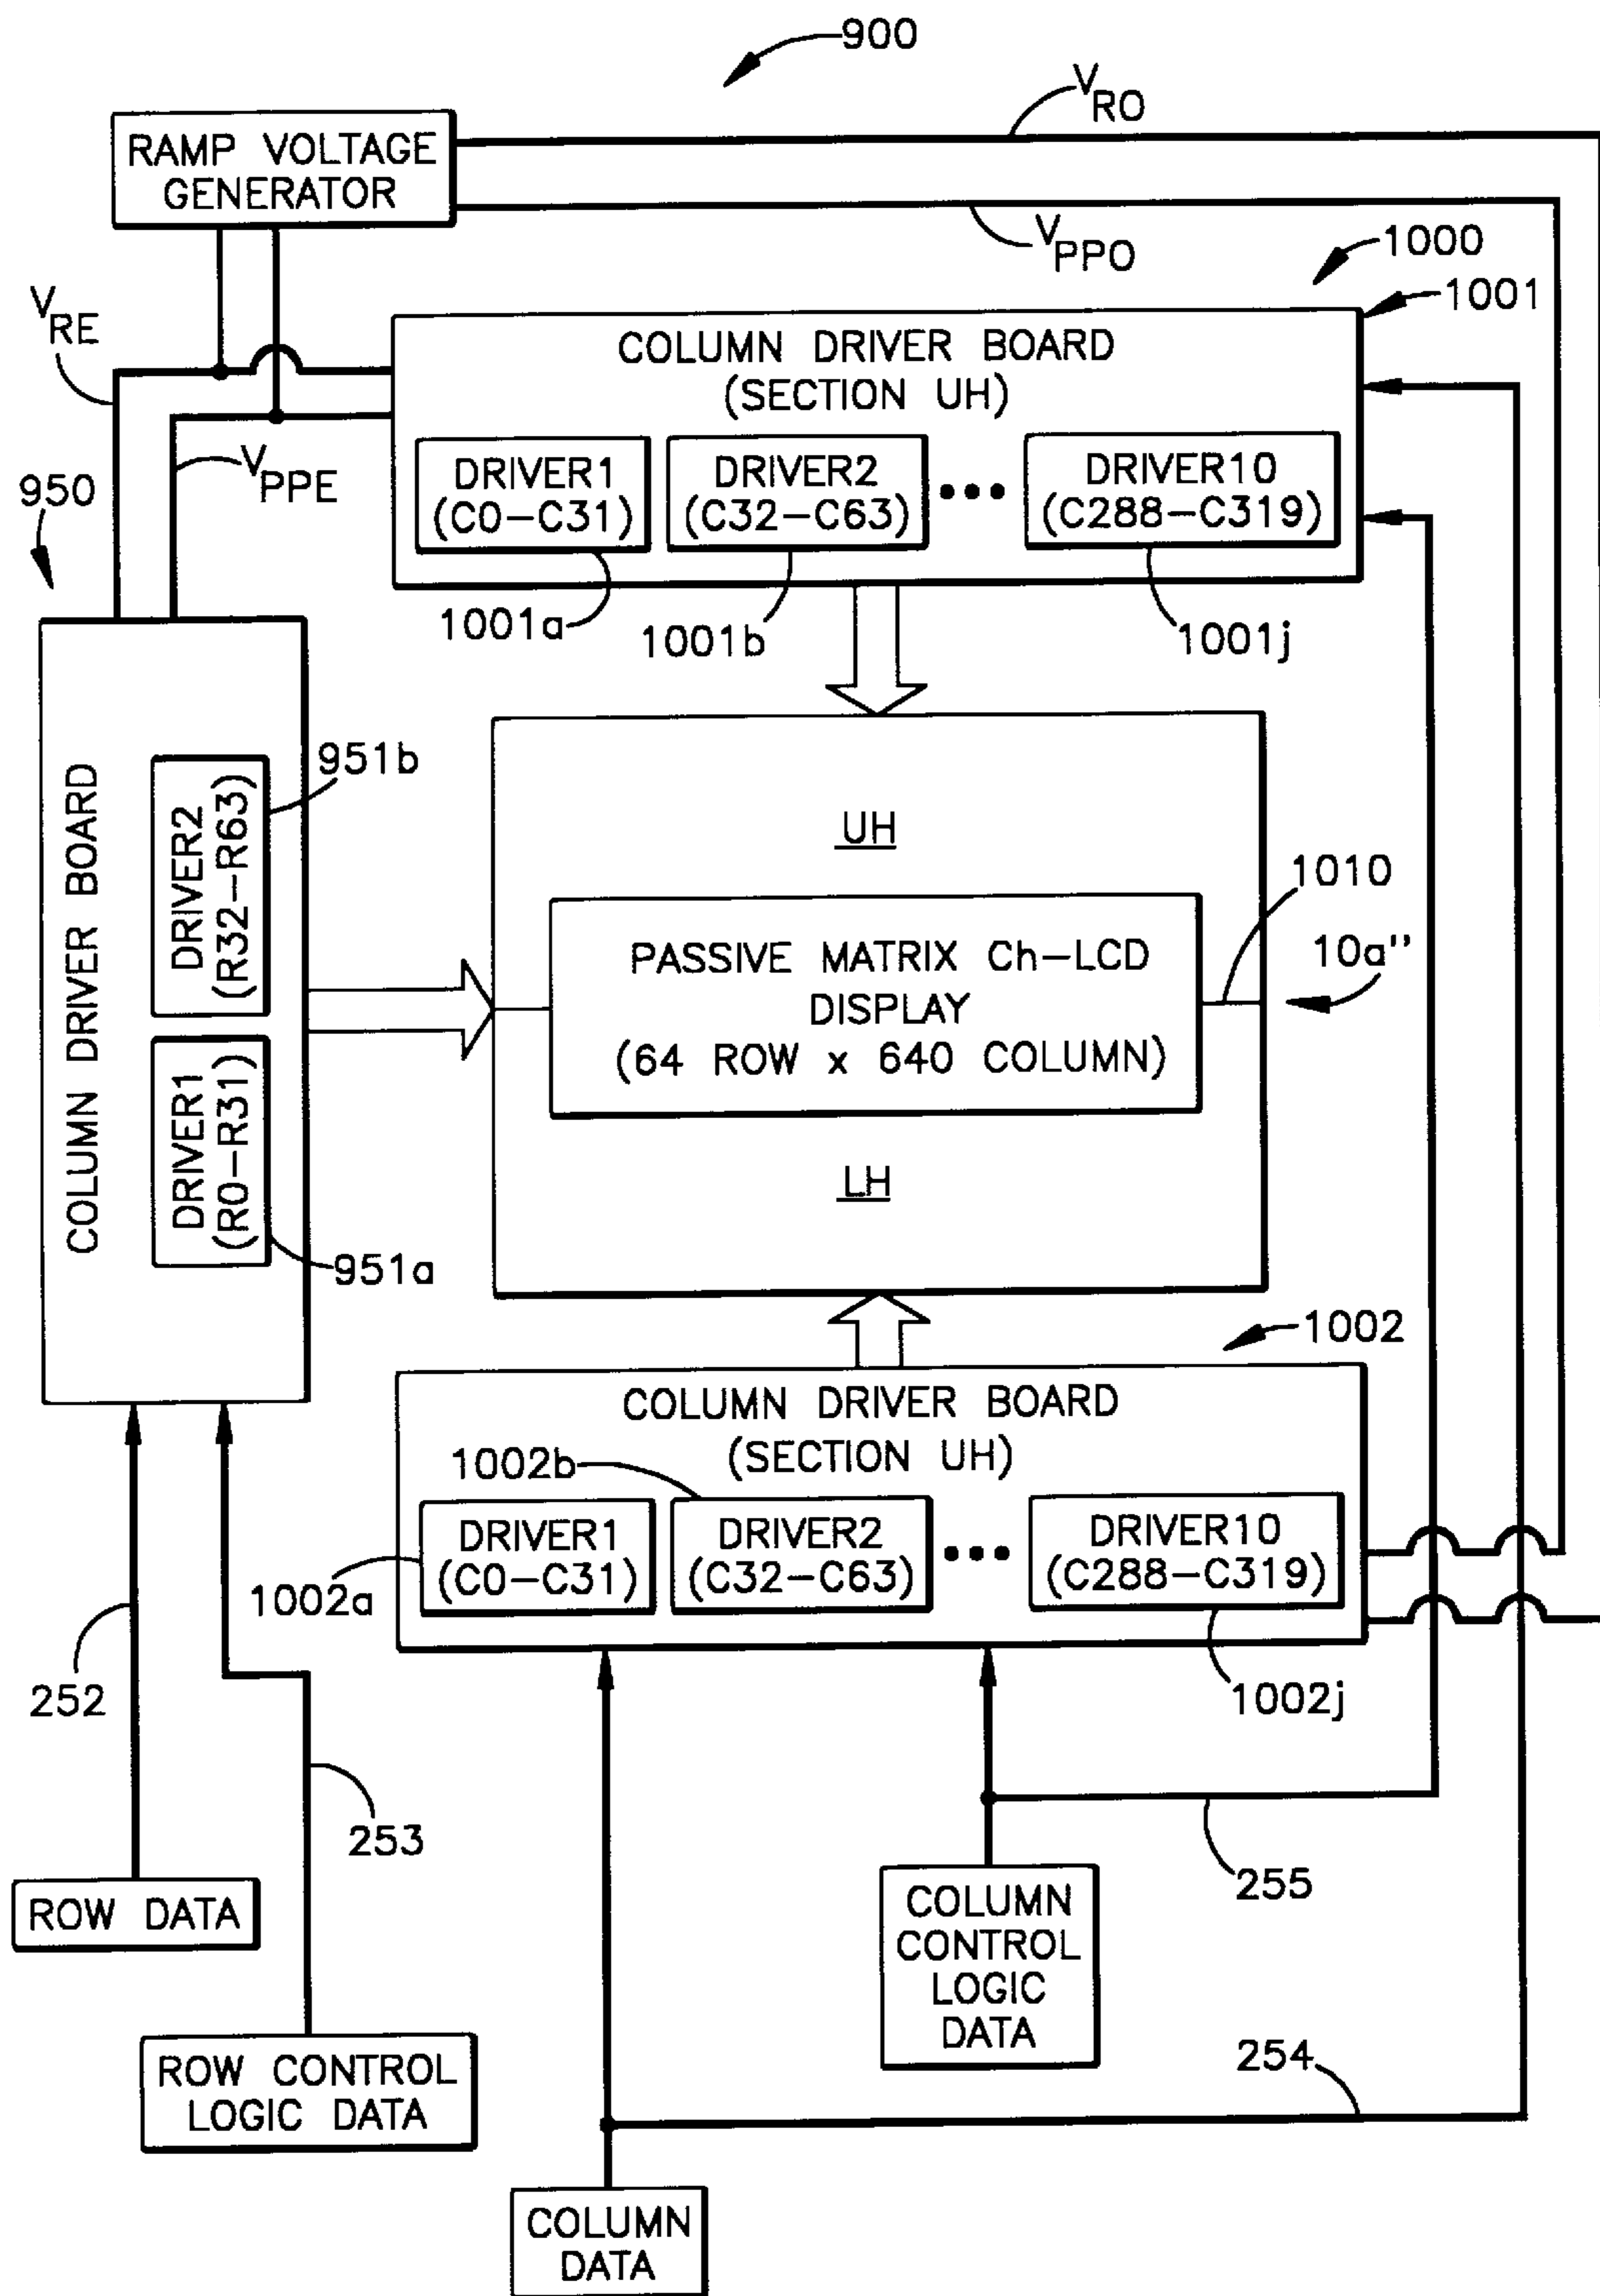 900
V
RO
RAMP VOLTAGE
GENERATOR
V
PPO
1000
1001
V
RE
COLUMN DRIVER BOARD
(SECTION UH)
V
PPE
950
DRIVER1
(C0-C31)
DRIVER2
(C32-C63)
•••
DRIVER10
(C288-C319)
1001a
1001b
1001j
COLUMN DRIVER BOARD
DRIVER2
(R32-R63)
951b
DRIVER1
(R0-R31)
951a
UH
1010
PASSIVE MATRIX Ch-LCD
DISPLAY
(64 ROW x 640 COLUMN)
10a"
LH
1002
COLUMN DRIVER BOARD
(SECTION UH)
1002b
DRIVER1
(C0-C31)
DRIVER2
(C32-C63)
•••
DRIVER10
(C288-C319)
1002a
1002j
252
253
255
ROW DATA
COLUMN
CONTROL
LOGIC
DATA
254
ROW CONTROL
LOGIC DATA
COLUMN
DATA